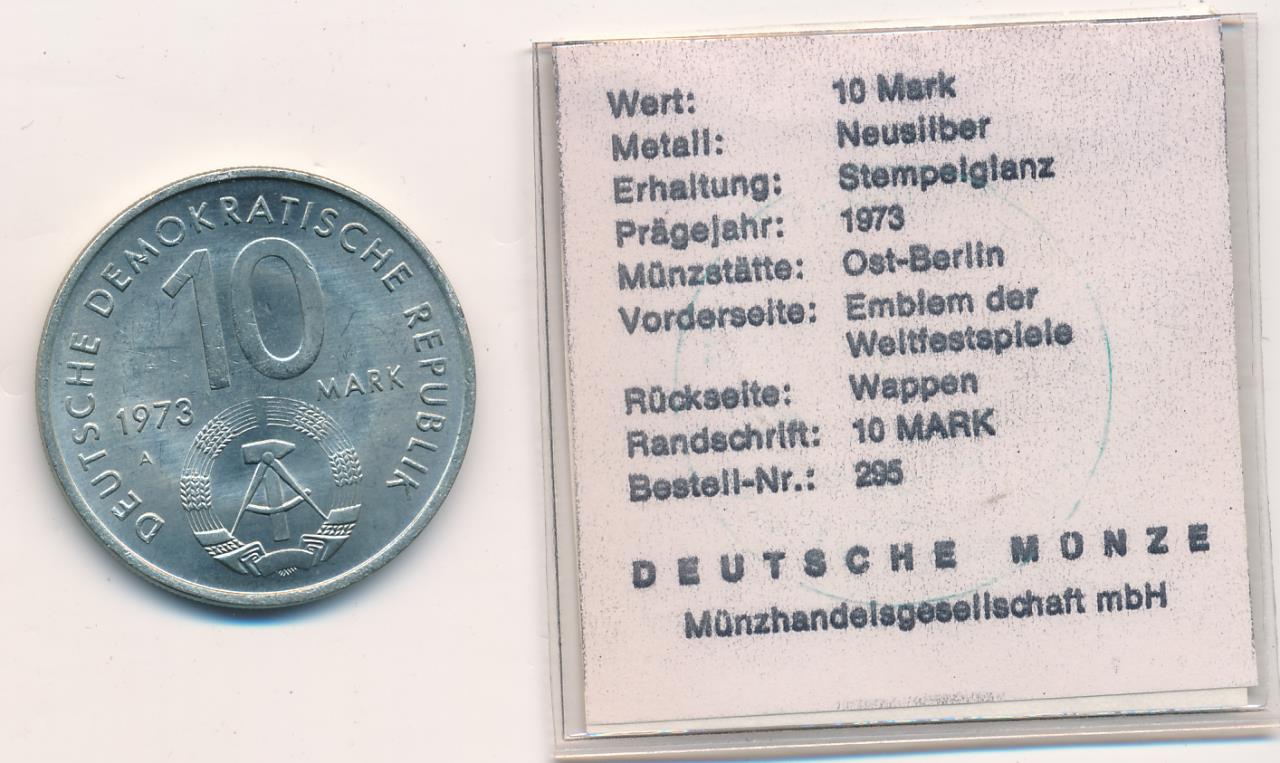 DEUTSCHE DEMOKRATISCHE REPUBLIK
10
MARK
1973
A
Wert: 10 Mark
Metall: Neusilber
Erhaltung: Stempelglanz
Prägejahr: 1973
Münzstätte: Ost-Berlin
Vorderseite: Emblem der
Weltfestspiele
Rückseite: Wappen
Randschrift: 10 MARK
Bestell-Nr.: 295
DEUTSCHE MÜNZE
Münzhandelsgesellschaft mbH